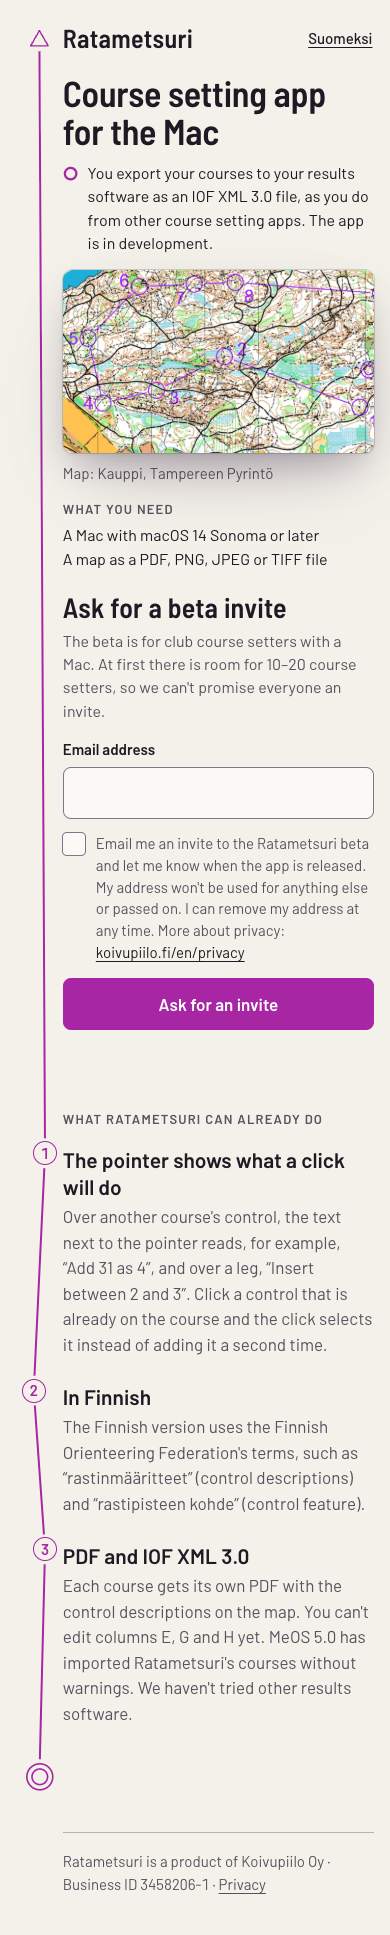 Ratametsuri
Suomeksi
Course setting app
for the Mac
You export your courses to your results
software as an IOF XML 3.0 file, as you do
from other course setting apps. The app
is in development.
6
7
8
5
2
4
3
Map: Kauppi, Tampereen Pyrintö
WHAT YOU NEED
A Mac with macOS 14 Sonoma or later
A map as a PDF, PNG, JPEG or TIFF file
Ask for a beta invite
The beta is for club course setters with a
Mac. At first there is room for 10–20 course
setters, so we can't promise everyone an
invite.
Email address
Email me an invite to the Ratametsuri beta
and let me know when the app is released.
My address won't be used for anything else
or passed on. I can remove my address at
any time. More about privacy:
koivupiilo.fi/en/privacy
Ask for an invite
WHAT RATAMETSURI CAN ALREADY DO
1
The pointer shows what a click
will do
Over another course's control, the text
next to the pointer reads, for example,
“Add 31 as 4”, and over a leg, “Insert
between 2 and 3”. Click a control that is
already on the course and the click selects
it instead of adding it a second time.
2
In Finnish
The Finnish version uses the Finnish
Orienteering Federation's terms, such as
“rastinmääritteet” (control descriptions)
and “rastipisteen kohde” (control feature).
3
PDF and IOF XML 3.0
Each course gets its own PDF with the
control descriptions on the map. You can't
edit columns E, G and H yet. MeOS 5.0 has
imported Ratametsuri's courses without
warnings. We haven't tried other results
software.
Ratametsuri is a product of Koivupiilo Oy ·
Business ID 3458206-1 · Privacy